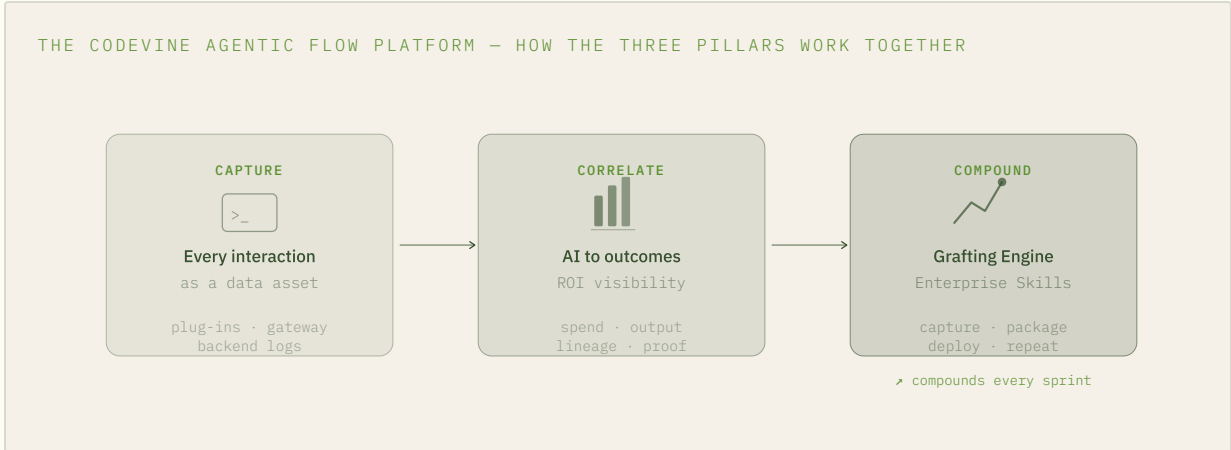 THE CODEVINE AGENTIC FLOW PLATFORM — HOW THE THREE PILLARS WORK TOGETHER
CAPTURE
>_
Every interaction
as a data asset
plug-ins · gateway
backend logs
CORRELATE
AI to outcomes
ROI visibility
spend · output
lineage · proof
COMPOUND
Grafting Engine
Enterprise Skills
capture · package
deploy · repeat
↗ compounds every sprint